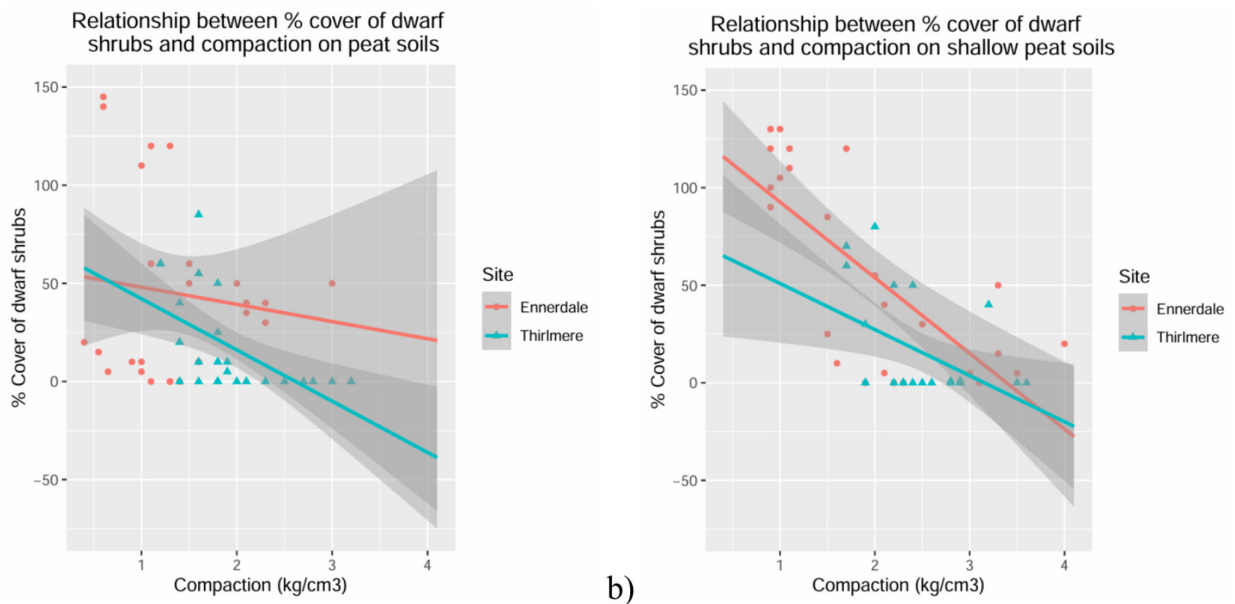 Relationship between % cover of dwarf
shrubs and compaction on peat soils
150
100
50
0
−50
% Cover of dwarf shrubs
1 2 3 4
Compaction (kg/cm3)
Site
Ennerdale
Thirlmere
b)
Relationship between % cover of dwarf
shrubs and compaction on shallow peat soils
150
100
50
0
−50
% Cover of dwarf shrubs
1 2 3 4
Compaction (kg/cm3)
Site
Ennerdale
Thirlmere